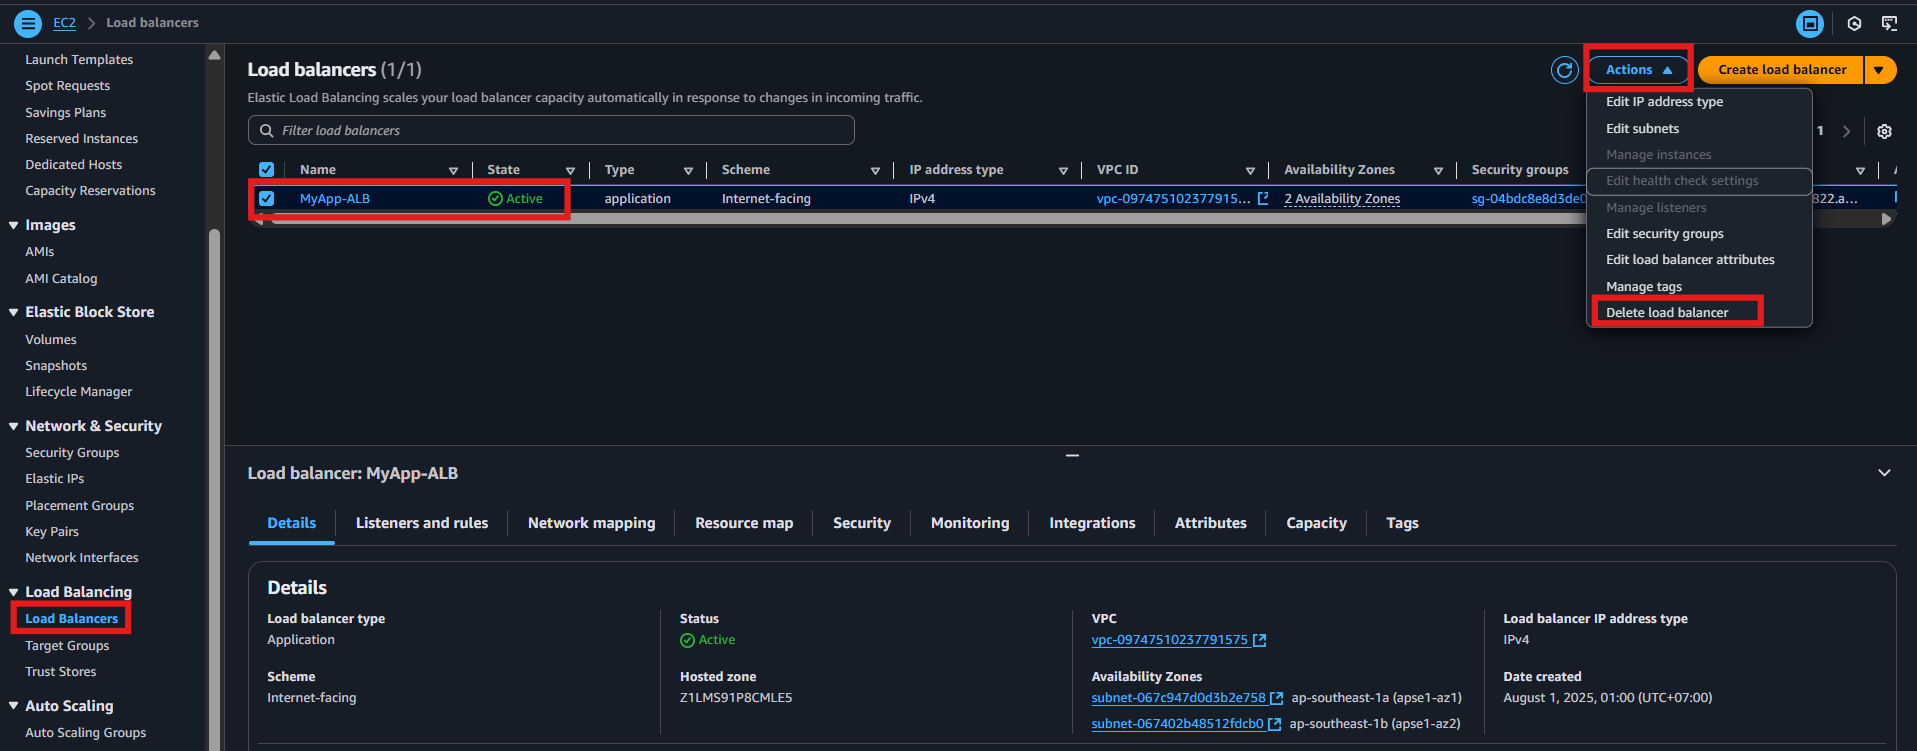 EC2 > Load balancers
Launch Templates
Spot Requests
Savings Plans
Reserved Instances
Dedicated Hosts
Capacity Reservations
Images
AMIs
AMI Catalog
Elastic Block Store
Volumes
Snapshots
Lifecycle Manager
Network & Security
Security Groups
Elastic IPs
Placement Groups
Key Pairs
Network Interfaces
Load Balancing
Load Balancers
Target Groups
Trust Stores
Auto Scaling
Auto Scaling Groups
Load balancers (1/1)
Actions
Create load balancer
Elastic Load Balancing scales your load balancer capacity automatically in response to changes in incoming traffic.
Filter load balancers
1
Name State Type Scheme IP address type VPC ID Availability Zones Security groups
MyApp-ALB Active application Internet-facing IPv4 vpc-097475102377915... 2 Availability Zones sg-04bdc8e8d3de0 822.a...
Edit IP address type
Edit subnets
Manage instances
Edit health check settings
Manage listeners
Edit security groups
Edit load balancer attributes
Manage tags
Delete load balancer
Load balancer: MyApp-ALB
Details Listeners and rules Network mapping Resource map Security Monitoring Integrations Attributes Capacity Tags
Details
Load balancer type
Application
Status
Active
VPC
vpc-09747510237791575
Load balancer IP address type
IPv4
Scheme
Internet-facing
Hosted zone
Z1LMS91P8CMLE5
Availability Zones
subnet-067c947d0d3b2e758 ap-southeast-1a (apse1-az1)
subnet-067402b48512fdcb0 ap-southeast-1b (apse1-az2)
Date created
August 1, 2025, 01:00 (UTC+07:00)